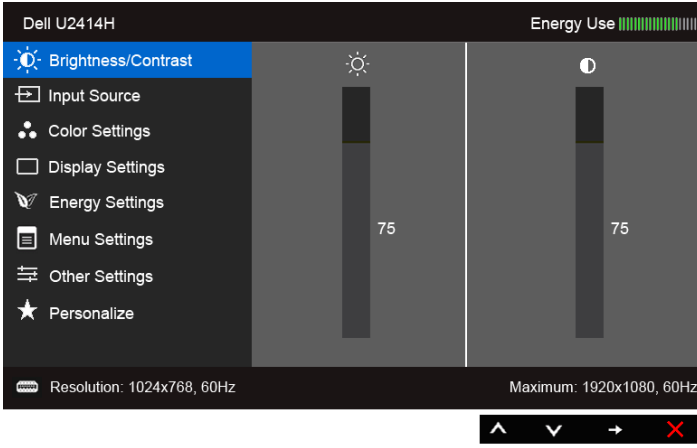 Dell U2414H
Energy Use
Brightness/Contrast
Input Source
Color Settings
Display Settings
Energy Settings
Menu Settings
Other Settings
Personalize
75
75
Resolution: 1024x768, 60Hz
Maximum: 1920x1080, 60Hz